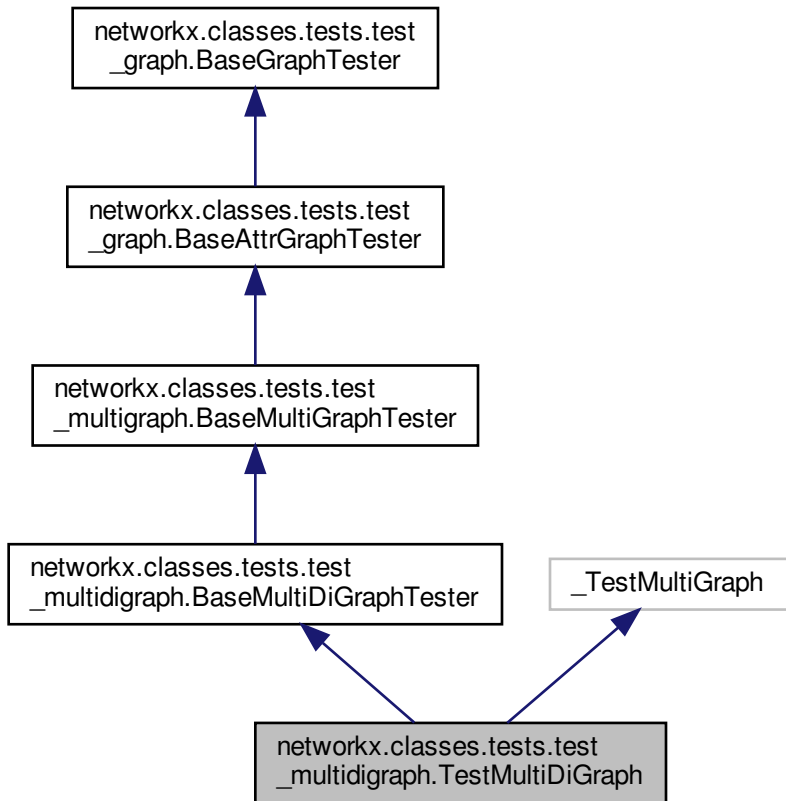 networkx.classes.tests.test
_graph.BaseGraphTester
networkx.classes.tests.test
_graph.BaseAttrGraphTester
networkx.classes.tests.test
_multigraph.BaseMultiGraphTester
networkx.classes.tests.test
_multidigraph.BaseMultiDiGraphTester
_TestMultiGraph
networkx.classes.tests.test
_multidigraph.TestMultiDiGraph